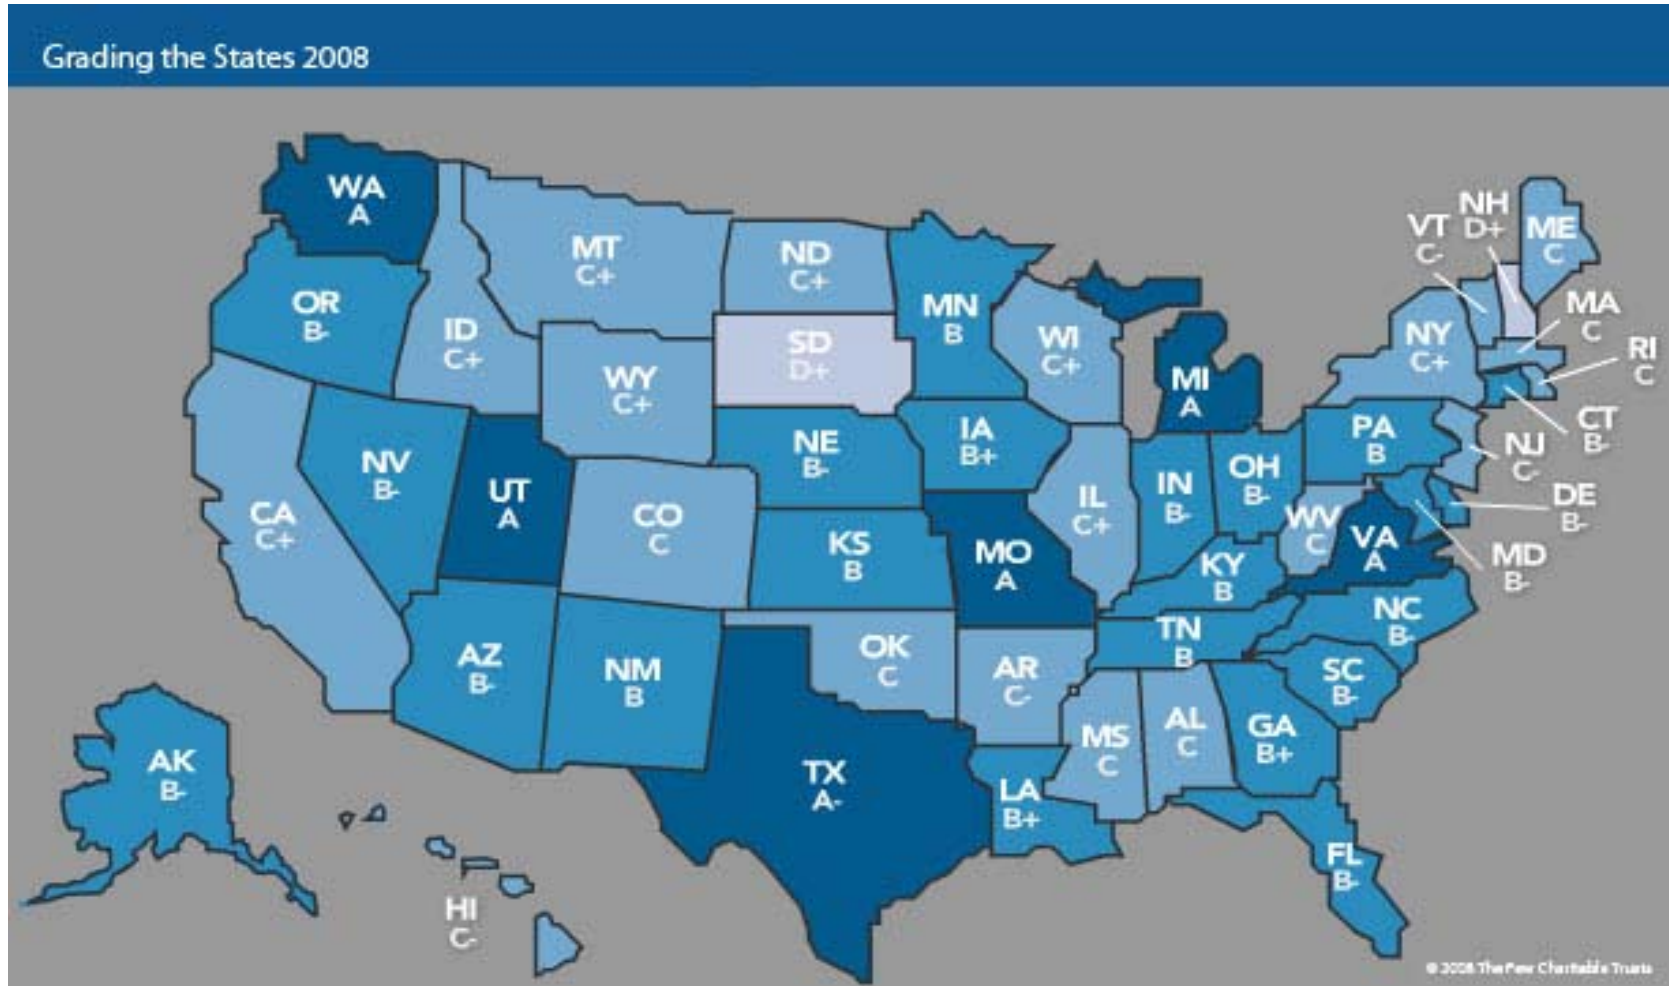 Grading the States 2008
WA
A
MT
C+
ND
C+
MN
B
VT
C-
NH
D+
ME
C
OR
B-
ID
C+
WY
C+
SD
D+
WI
C+
MI
A
NY
C+
MA
C
RI
C
CT
B-
NJ
C-
PA
B
NE
B-
IA
B+
NV
B-
UT
A
CO
C
CA
C+
KS
B
MO
A
IL
C+
IN
B-
OH
B-
WV
C
VA
A
DE
B-
MD
B-
KY
B
NC
B-
TN
B
AZ
B-
NM
B
OK
C
AR
C-
SC
B-
MS
C
AL
C
GA
B+
AK
B-
TX
A-
LA
B+
FL
B-
HI
C-
© 2008 The Pew Charitable Trusts